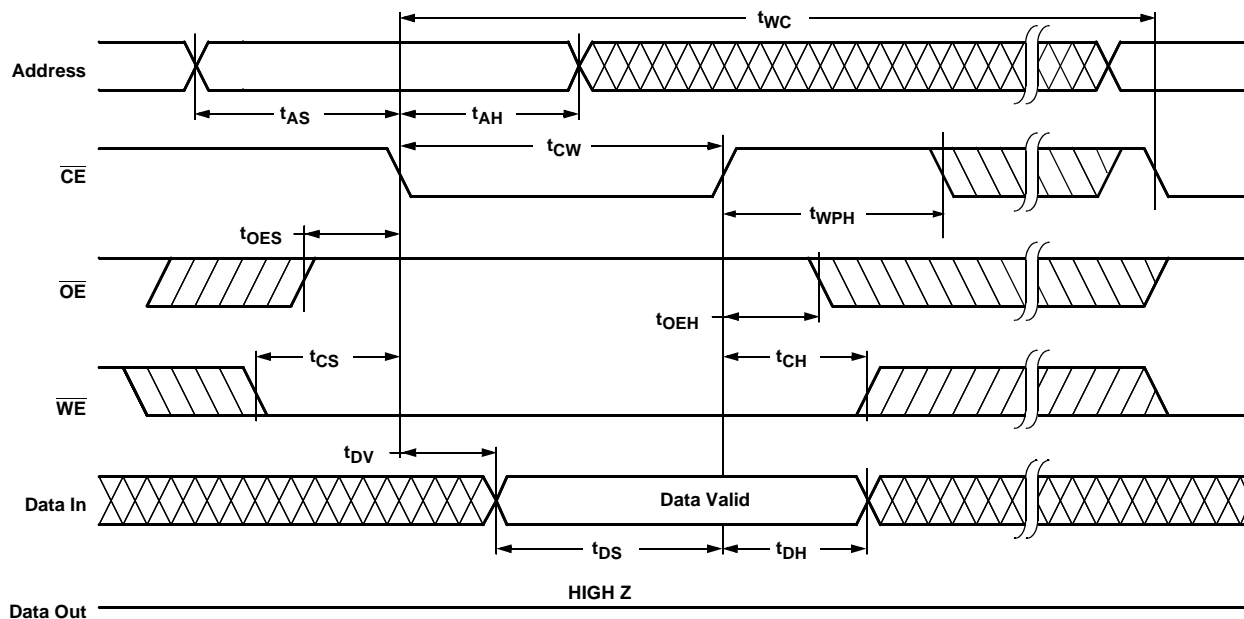 tWC
Address
tAS
tAH
tCW
CE
tWPH
tOES
OE
tOEH
tCS
tCH
WE
tDV
Data In
Data Valid
tDS
tDH
HIGH Z
Data Out